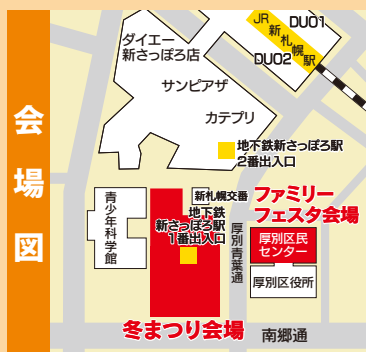 会場図
JR新札幌駅
DUO1
DUO2
ダイエー
新さっぽろ店
サンピアザ
カテプリ
地下鉄新さっぽろ駅
2番出入口
青少年科学館
新札幌交番
地下鉄
新さっぽろ駅
1番出入口
冬まつり会場
厚別青葉通
ファミリー
フェスタ会場
厚別区民
センター
厚別区役所
南郷通